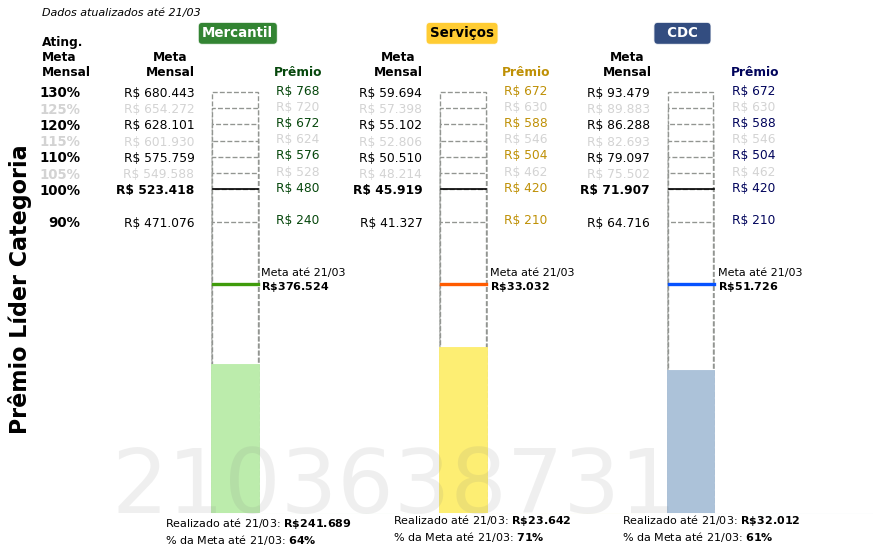 Dados atualizados até 21/03
Mercantil Serviços CDC
Ating. Meta Mensal
Meta Mensal Prêmio Meta Mensal Prêmio Meta Mensal Prêmio
130% R$ 680.443 R$ 768 R$ 59.694 R$ 672 R$ 93.479 R$ 672
125% R$ 654.272 R$ 720 R$ 57.398 R$ 630 R$ 89.883 R$ 630
120% R$ 628.101 R$ 672 R$ 55.102 R$ 588 R$ 86.288 R$ 588
115% R$ 601.930 R$ 624 R$ 52.806 R$ 546 R$ 82.693 R$ 546
110% R$ 575.759 R$ 576 R$ 50.510 R$ 504 R$ 79.097 R$ 504
105% R$ 549.588 R$ 528 R$ 48.214 R$ 462 R$ 75.502 R$ 462
100% R$ 523.418 R$ 480 R$ 45.919 R$ 420 R$ 71.907 R$ 420
90% R$ 471.076 R$ 240 R$ 41.327 R$ 210 R$ 64.716 R$ 210
Meta até 21/03 Meta até 21/03 Meta até 21/03
R$376.524 R$33.032 R$51.726
Prêmio Líder Categoria
2103638731
Realizado até 21/03: R$241.689 Realizado até 21/03: R$23.642 Realizado até 21/03: R$32.012
% da Meta até 21/03: 64% % da Meta até 21/03: 71% % da Meta até 21/03: 61%